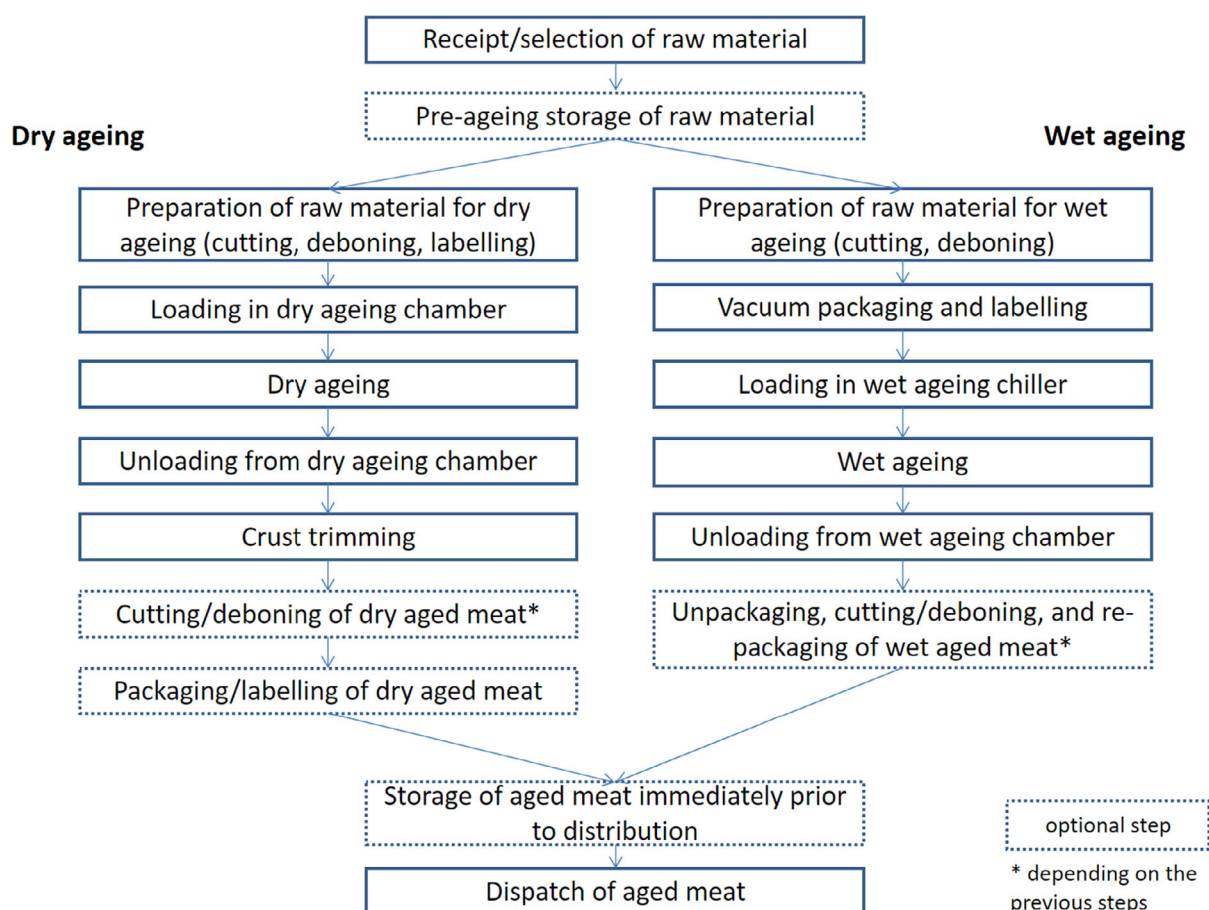 Receipt/selection of raw material
Pre-ageing storage of raw material
Dry ageing
Wet ageing
Preparation of raw material for dry
ageing (cutting, deboning, labelling)
Loading in dry ageing chamber
Dry ageing
Unloading from dry ageing chamber
Crust trimming
Cutting/deboning of dry aged meat*
Packaging/labelling of dry aged meat
Preparation of raw material for wet
ageing (cutting, deboning)
Vacuum packaging and labelling
Loading in wet ageing chiller
Wet ageing
Unloading from wet ageing chamber
Unpackaging, cutting/deboning, and re-
packaging of wet aged meat*
Storage of aged meat immediately prior
to distribution
Dispatch of aged meat
optional step
* depending on the
previous steps